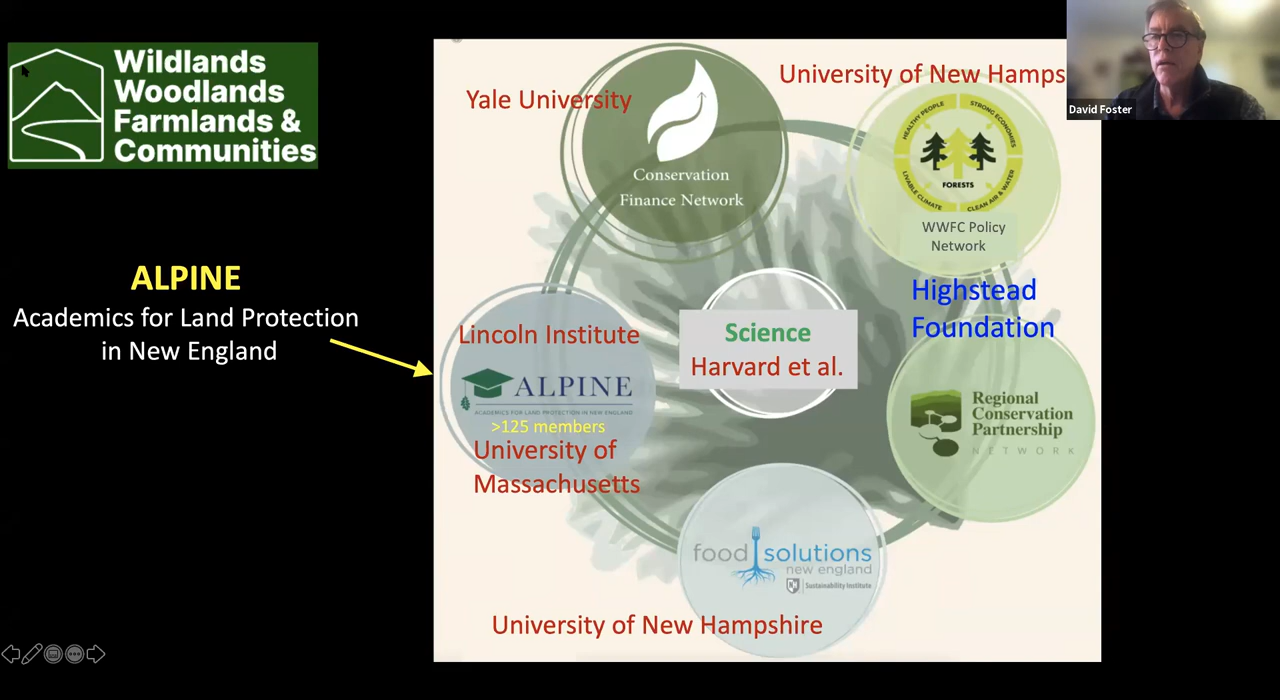 Wildlands
Woodlands
Farmlands &
Communities
ALPINE
Academics for Land Protection
in New England
Yale University
Conservation
Finance Network
University of New Hamps
HEALTHY PEOPLE
STRONG ECONOMIES
FORESTS
LIVABLE CLIMATE
CLEAN AIR & WATER
WWFC Policy
Network
David Foster
Highstead
Foundation
Lincoln Institute
ALPINE
ACADEMICS FOR LAND PROTECTION IN NEW ENGLAND
>125 members
University of
Massachusetts
Science
Harvard et al.
Regional
Conservation
Partnership
NETWORK
food solutions
new england
Sustainability Institute
University of New Hampshire